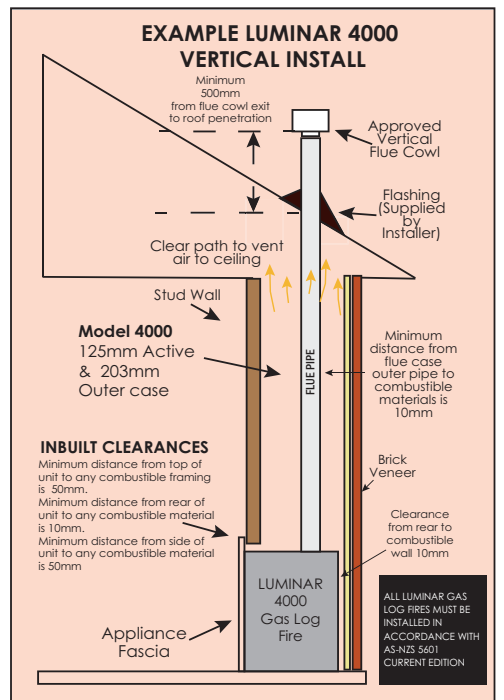 EXAMPLE LUMINAR 4000
VERTICAL INSTALL
Minimum
500mm
from flue cowl exit
to roof penetration
Approved
Vertical
Flue Cowl
Flashing
(Supplied
by
Installer)
Clear path to vent
air to ceiling
Stud Wall
Model 4000
125mm Active
& 203mm
Outer case
FLUE PIPE
Minimum
distance from
flue case
outer pipe to
combustible
materials is
10mm
INBUILT CLEARANCES
Minimum distance from top of
unit to any combustible framing
is 50mm.
Minimum distance from rear of
unit to any combustible material
is 10mm.
Minimum distance from side of
unit to any combustible material
is 50mm
Brick
Veneer
Clearance
from rear to
combustible
wall 10mm
LUMINAR
4000
Gas Log
Fire
Appliance
Fascia
ALL LUMINAR GAS
LOG FIRES MUST BE
INSTALLED IN
ACCORDANCE WITH
AS-NZS 5601
CURRENT EDITION